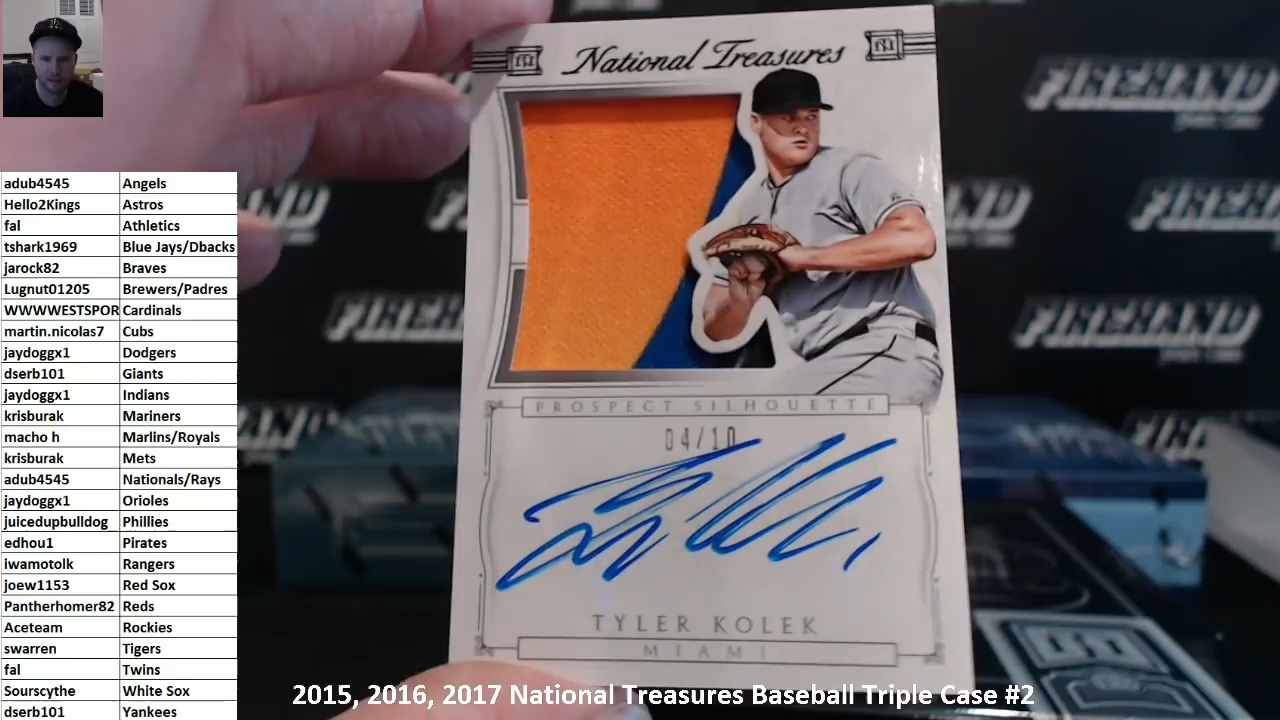 National Treasures
FIREHAND
adub4545 Angels
Hello2Kings Astros
fal Athletics
tshark1969 Blue Jays/Dbacks
jarock82 Braves
Lugnut01205 Brewers/Padres
WWWWESTSPOR Cardinals
martin.nicolas7 Cubs
jaydoggx1 Dodgers
dserb101 Giants
jaydoggx1 Indians
krisburak Mariners
macho h Marlins/Royals
krisburak Mets
adub4545 Nationals/Rays
jaydoggx1 Orioles
juicedupbulldog Phillies
edhou1 Pirates
iwamotolk Rangers
joew1153 Red Sox
Pantherhomer82 Reds
Aceteam Rockies
swarren Tigers
fal Twins
Sourscythe White Sox
dserb101 Yankees
FIREHAND
FIREHAND
PROSPECT SILHOUETTE
04/10
TYLER KOLEK
MIAMI
2015, 2016, 2017 National Treasures Baseball Triple Case #2